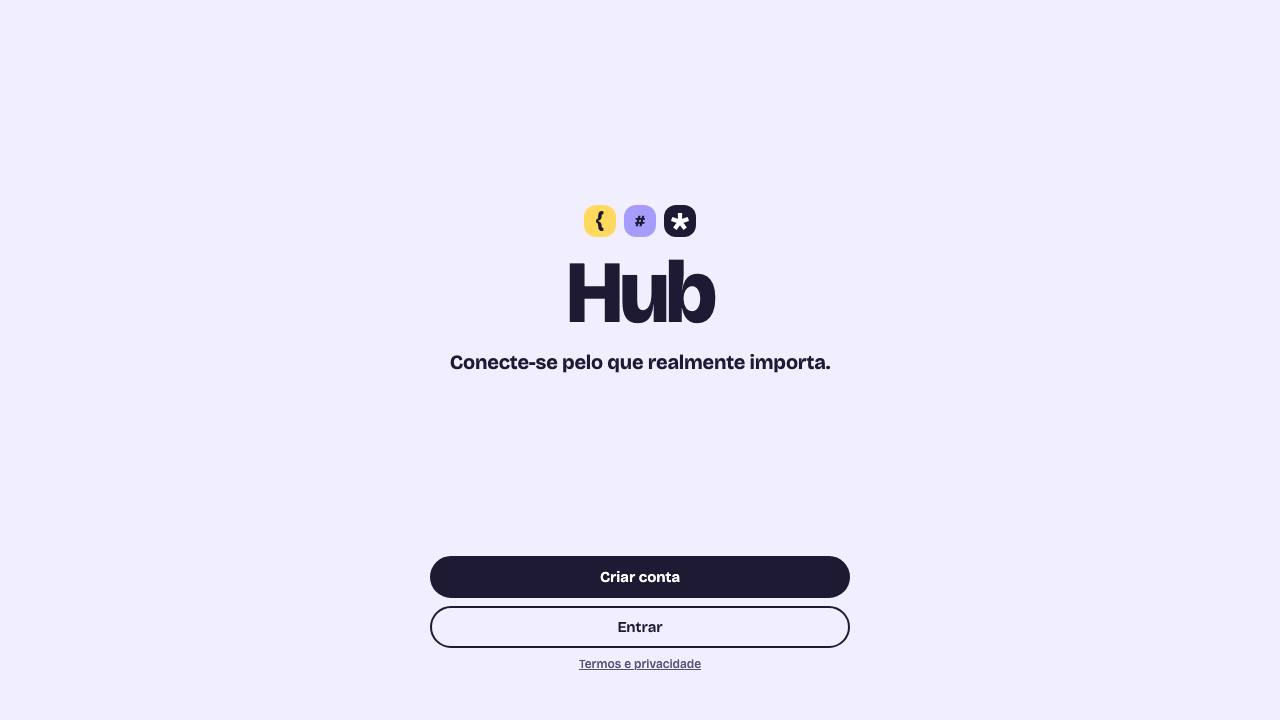 { # *
Hub
Conecte-se pelo que realmente importa.
Criar conta
Entrar
Termos e privacidade